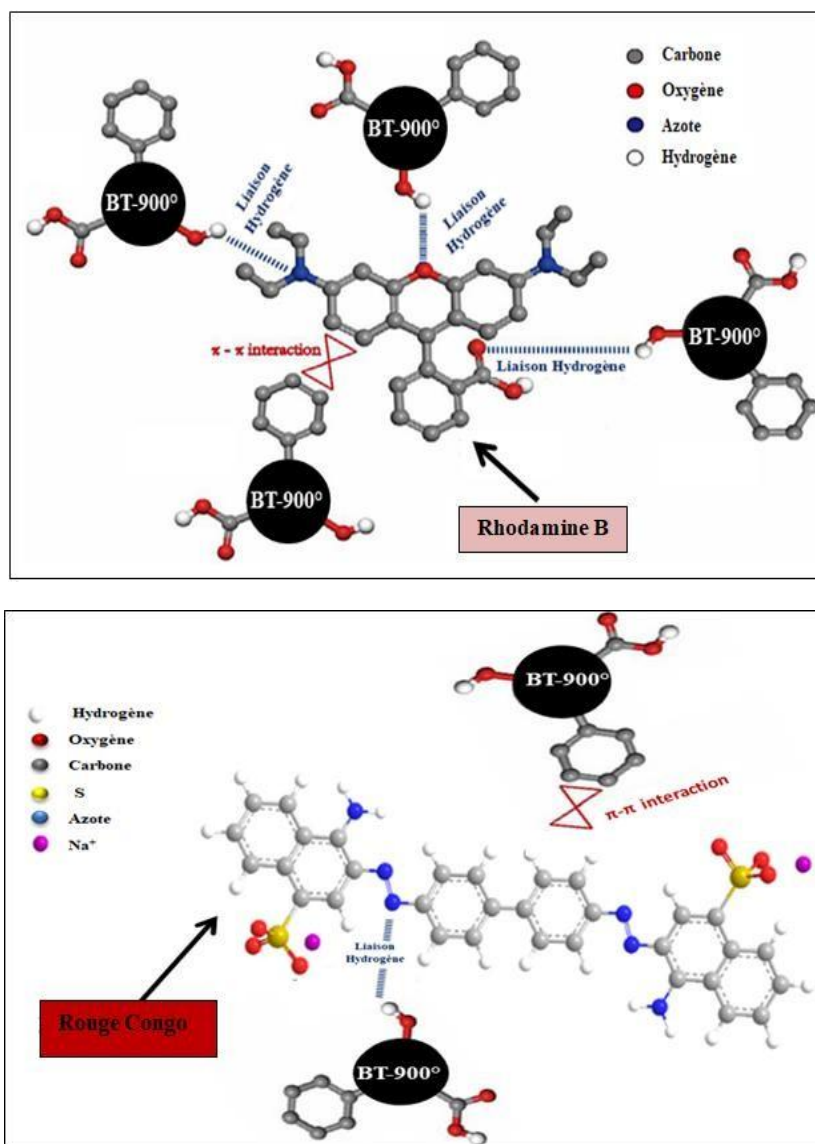 Carbone
Oxygène
Azote
Hydrogène
BT-900°
BT-900°
Liaison
Hydrogène
Liaison
Hydrogène
BT-900°
π - π interaction
Liaison Hydrogène
BT-900°
Rhodamine B
BT-900°
Hydrogène
Oxygène
Carbone
S
Azote
Na⁺
π-π interaction
Liaison
Hydrogène
Rouge Congo
BT-900°